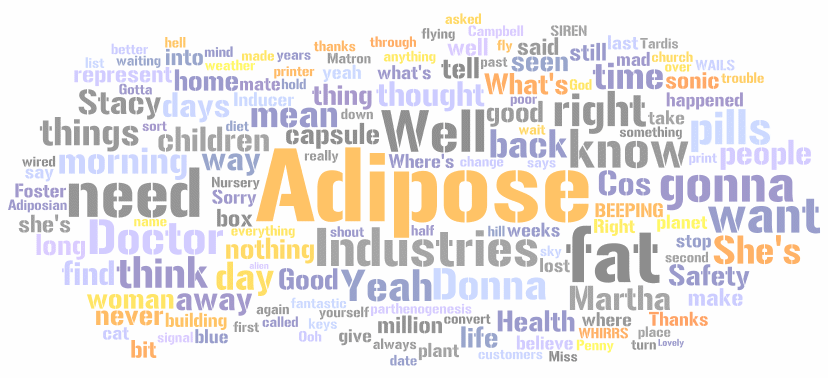 asked
flying Campbell SIREN
better hell thanks through fly said last Tardis
list waiting into mind made years Matron anything well past seen still mad church
represent weather printer yeah what's tell What's God time over WAILS
Gotta home mate hold thing thought poor sonic trouble
Stacy days Inducer mean down Well good right take happened
things sort children diet capsule wait something pills
wired morning way really Where's change says back know print people
say Nursery Adipose Cos gonna
Foster need Sorry BEEPING want
Adiposian name box Right planet
she's Doctor everything shout half hill weeks stop She's
long nothing Industries sky fat second
find think alien day Good Yeah Donna lost Safety
woman away fantastic Martha make
never building again yourself parthenogenesis Health where Thanks
cat first called keys million convert WHIRRS place
bit signal blue Ooh give always plant life believe Penny turn Lovely
date customers Miss